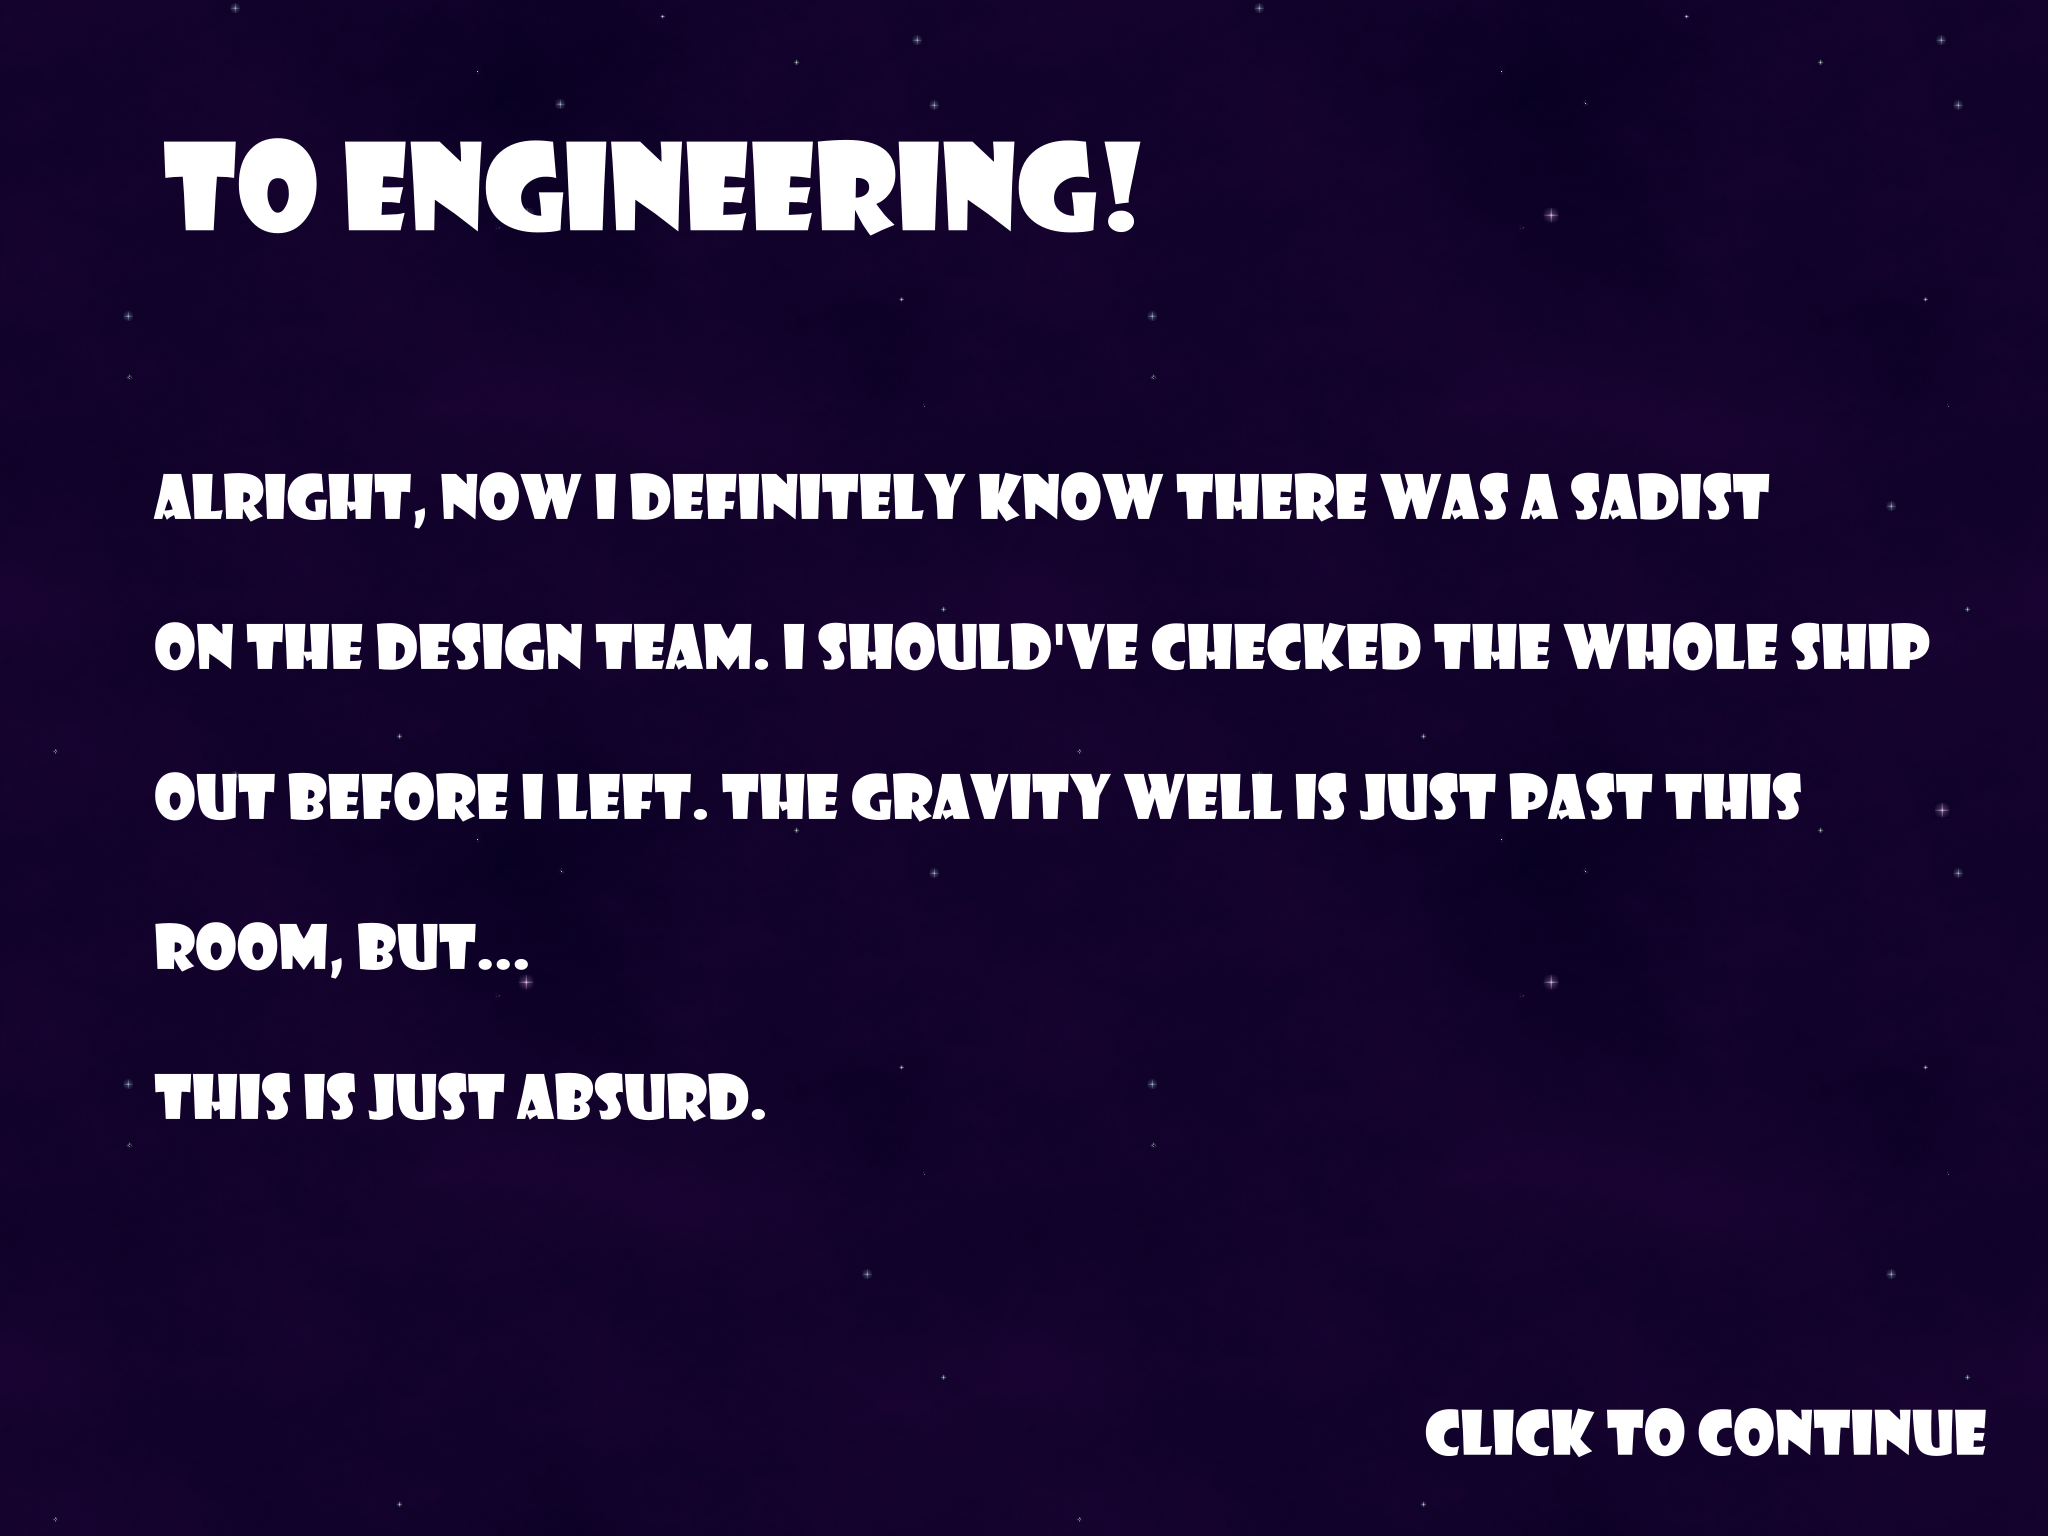 TO ENGINEERING!
ALRIGHT, NOW I DEFINITELY KNOW THERE WAS A SADIST
ON THE DESIGN TEAM. I SHOULD'VE CHECKED THE WHOLE SHIP
OUT BEFORE I LEFT. THE GRAVITY WELL IS JUST PAST THIS
ROOM, BUT...
THIS IS JUST ABSURD.
CLICK TO CONTINUE